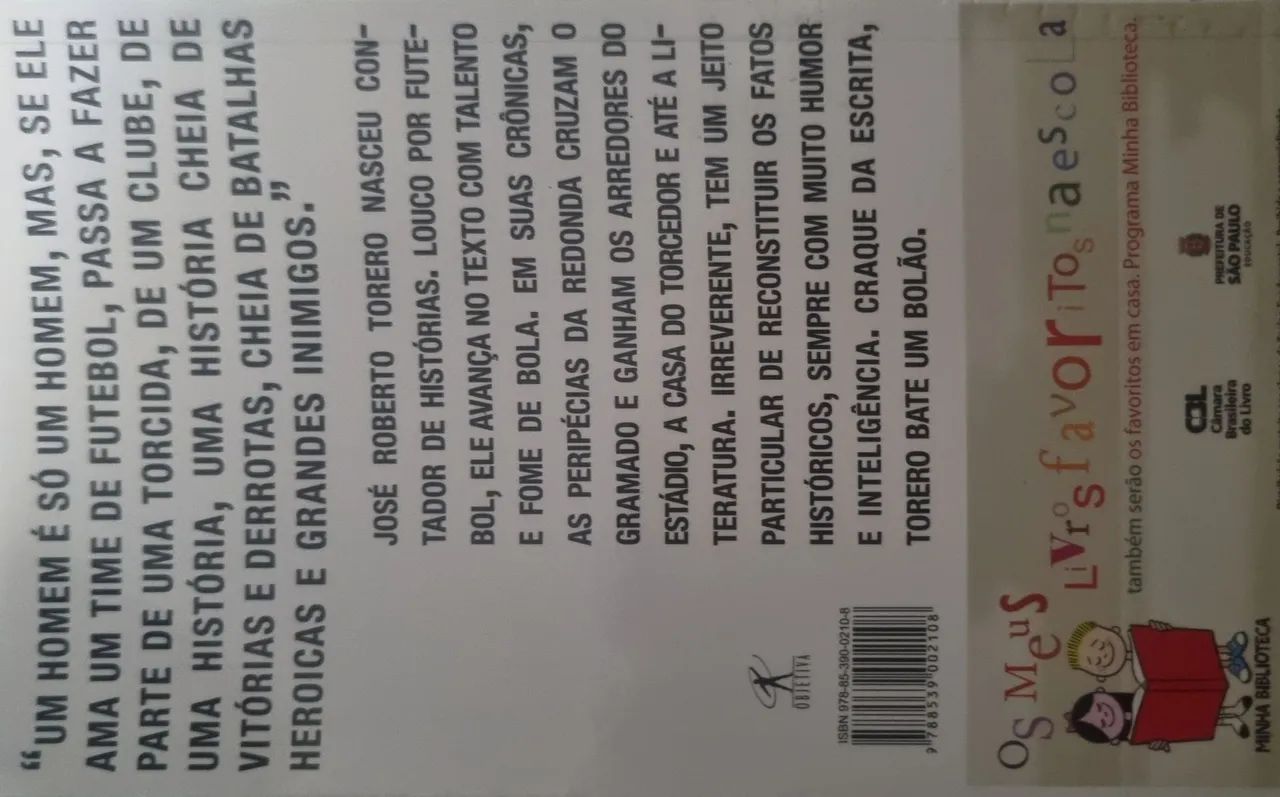 “UM HOMEM É SÓ UM HOMEM, MAS, SE ELE
AMA UM TIME DE FUTEBOL, PASSA A FAZER
PARTE DE UMA TORCIDA, DE UM CLUBE, DE
UMA HISTÓRIA, UMA HISTÓRIA CHEIA DE
VITÓRIAS E DERROTAS, CHEIA DE BATALHAS
HEROICAS E GRANDES INIMIGOS.”
JOSÉ ROBERTO TORERO NASCEU CON-
TADOR DE HISTÓRIAS. LOUCO POR FUTE-
BOL, ELE AVANÇA NO TEXTO COM TALENTO
E FOME DE BOLA. EM SUAS CRÔNICAS,
AS PERIPÉCIAS DA REDONDA CRUZAM O
GRAMADO E GANHAM OS ARREDORES DO
ESTÁDIO, A CASA DO TORCEDOR E ATÉ A LI-
TERATURA. IRREVERENTE, TEM UM JEITO
PARTICULAR DE RECONSTITUIR OS FATOS
HISTÓRICOS, SEMPRE COM MUITO HUMOR
E INTELIGÊNCIA. CRAQUE DA ESCRITA,
TORERO BATE UM BOLÃO.
OBJETIVA
ISBN 978-85-390-0210-8
9 788539 002108
Os Meus
Livros favoritos na escola
também serão os favoritos em casa. Programa Minha Biblioteca.
MINHA BIBLIOTECA
CBL
Câmara
Brasileira
do Livro
PREFEITURA DE
SÃO PAULO
EDUCAÇÃO